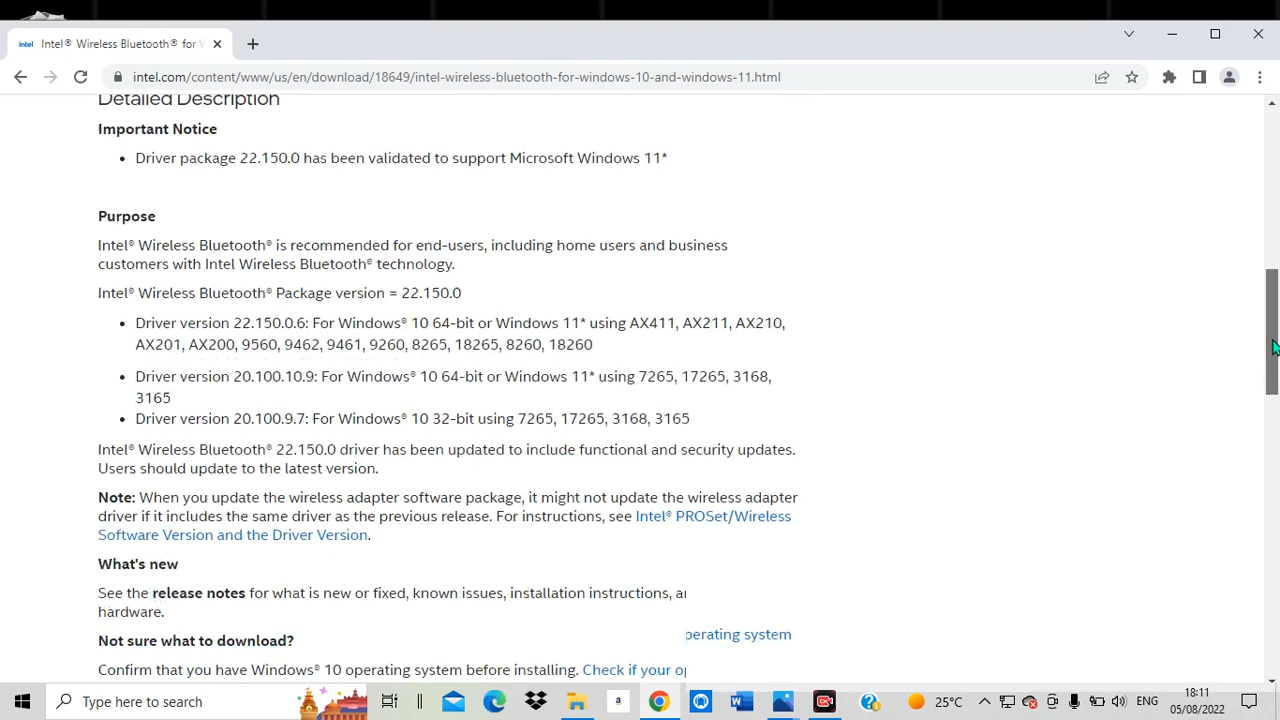 intel Intel® Wireless Bluetooth® for W
intel.com/content/www/us/en/download/18649/intel-wireless-bluetooth-for-windows-10-and-windows-11.html
Detailed Description
Important Notice
• Driver package 22.150.0 has been validated to support Microsoft Windows 11*
Purpose
Intel® Wireless Bluetooth® is recommended for end-users, including home users and business
customers with Intel Wireless Bluetooth® technology.
Intel® Wireless Bluetooth® Package version = 22.150.0
• Driver version 22.150.0.6: For Windows® 10 64-bit or Windows 11* using AX411, AX211, AX210,
AX201, AX200, 9560, 9462, 9461, 9260, 8265, 18265, 8260, 18260
• Driver version 20.100.10.9: For Windows® 10 64-bit or Windows 11* using 7265, 17265, 3168,
3165
• Driver version 20.100.9.7: For Windows® 10 32-bit using 7265, 17265, 3168, 3165
Intel® Wireless Bluetooth® 22.150.0 driver has been updated to include functional and security updates.
Users should update to the latest version.
Note: When you update the wireless adapter software package, it might not update the wireless adapter
driver if it includes the same driver as the previous release. For instructions, see Intel® PROSet/Wireless
Software Version and the Driver Version.
What's new
See the release notes for what is new or fixed, known issues, installation instructions, a
hardware.
perating system
Not sure what to download?
Confirm that you have Windows® 10 operating system before installing. Check if your o
Type here to search
a
W
25°C
ENG
18:11
05/08/2022